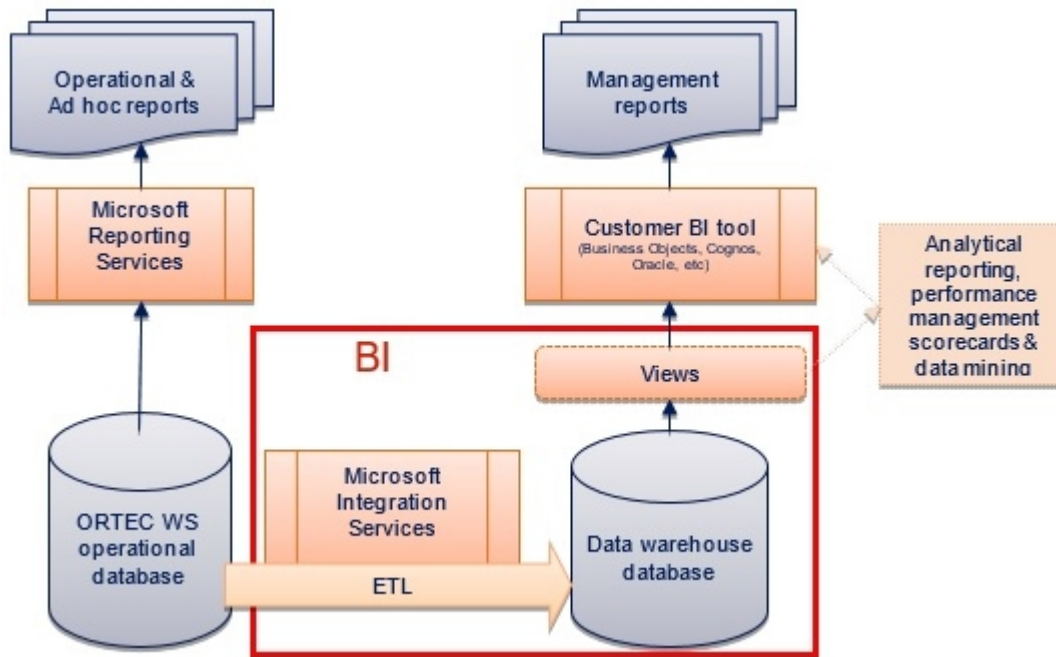 Operational &
Ad hoc reports
Management
reports
Microsoft
Reporting
Services
Customer BI tool
(Business Objects, Cognos,
Oracle, etc)
Analytical
reporting,
performance
management
scorecards &
data mining
BI
Views
Microsoft
Integration
Services
ORTEC WS
operational
database
Data warehouse
database
ETL